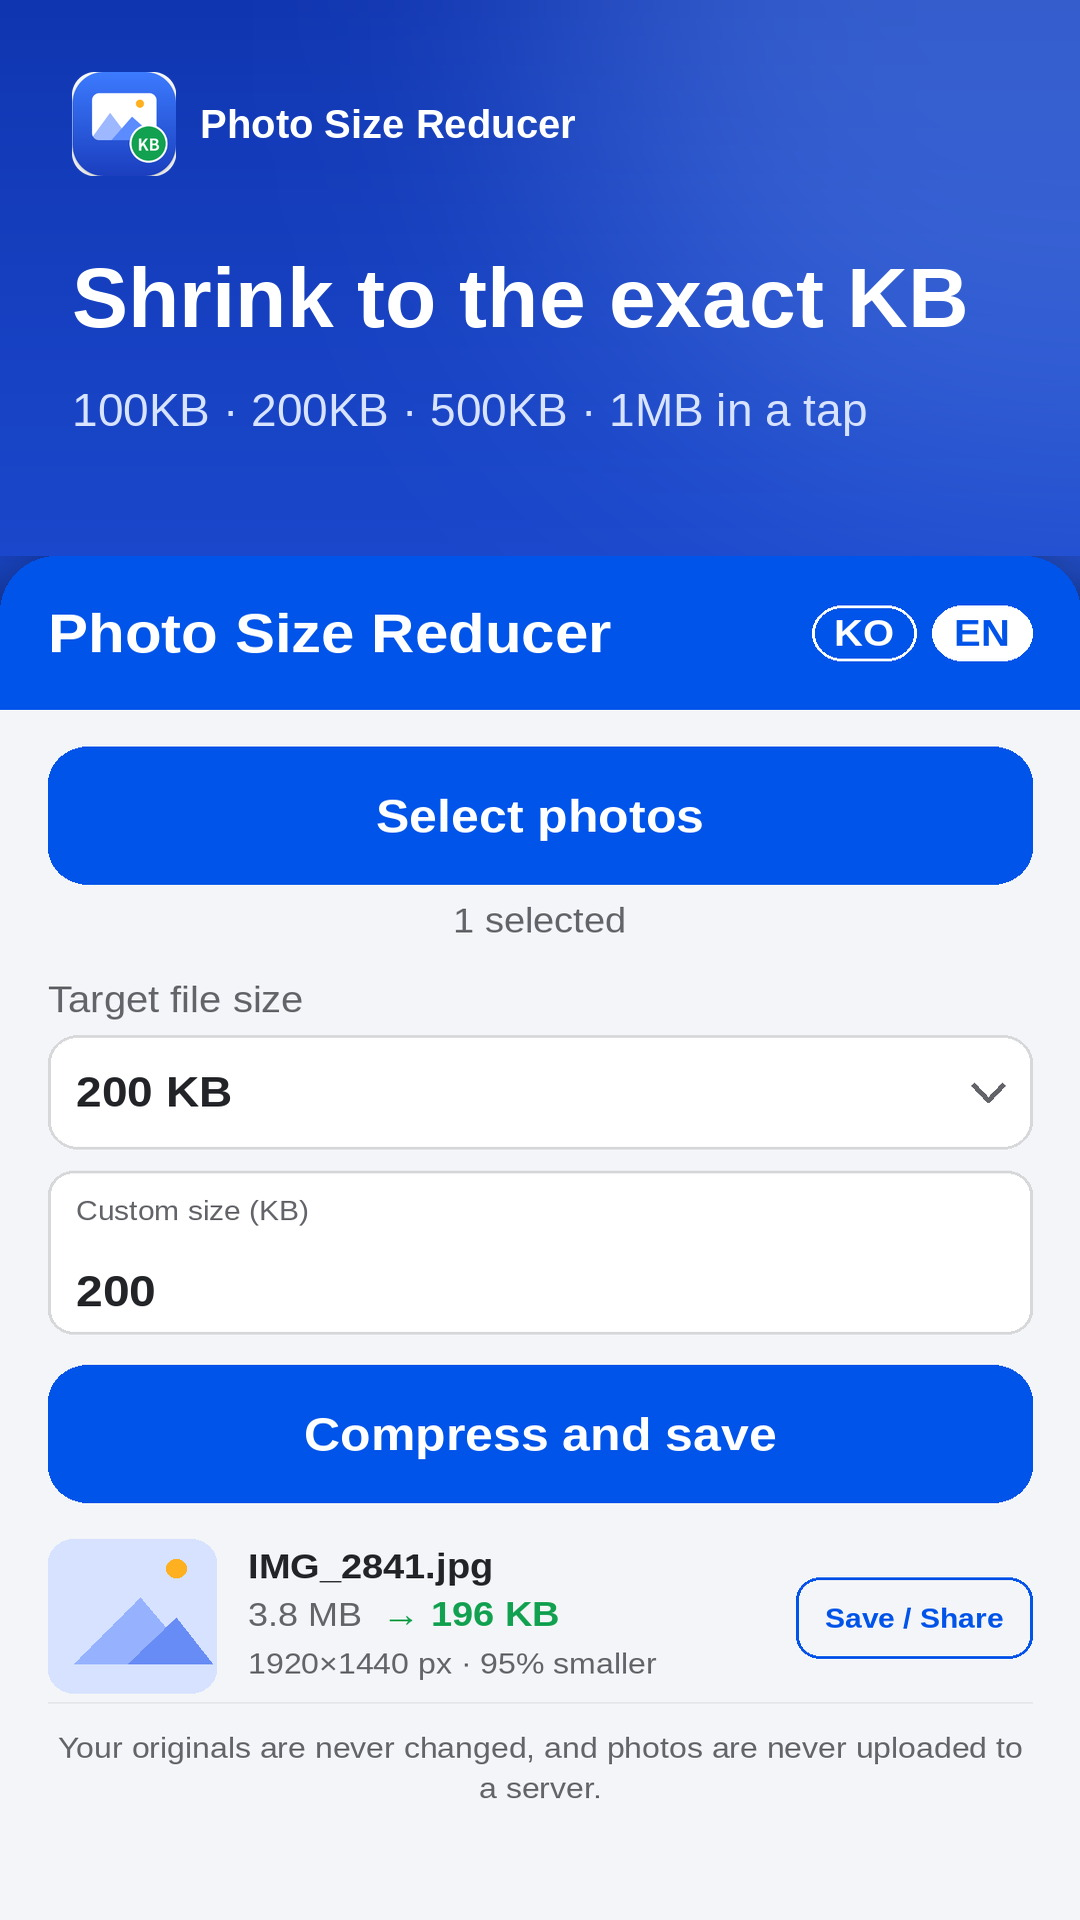 KB
Photo Size Reducer
Shrink to the exact KB
100KB · 200KB · 500KB · 1MB in a tap
Photo Size Reducer
KO
EN
Select photos
1 selected
Target file size
200 KB
Custom size (KB)
200
Compress and save
IMG_2841.jpg
3.8 MB → 196 KB
1920×1440 px · 95% smaller
Save / Share
Your originals are never changed, and photos are never uploaded to
a server.